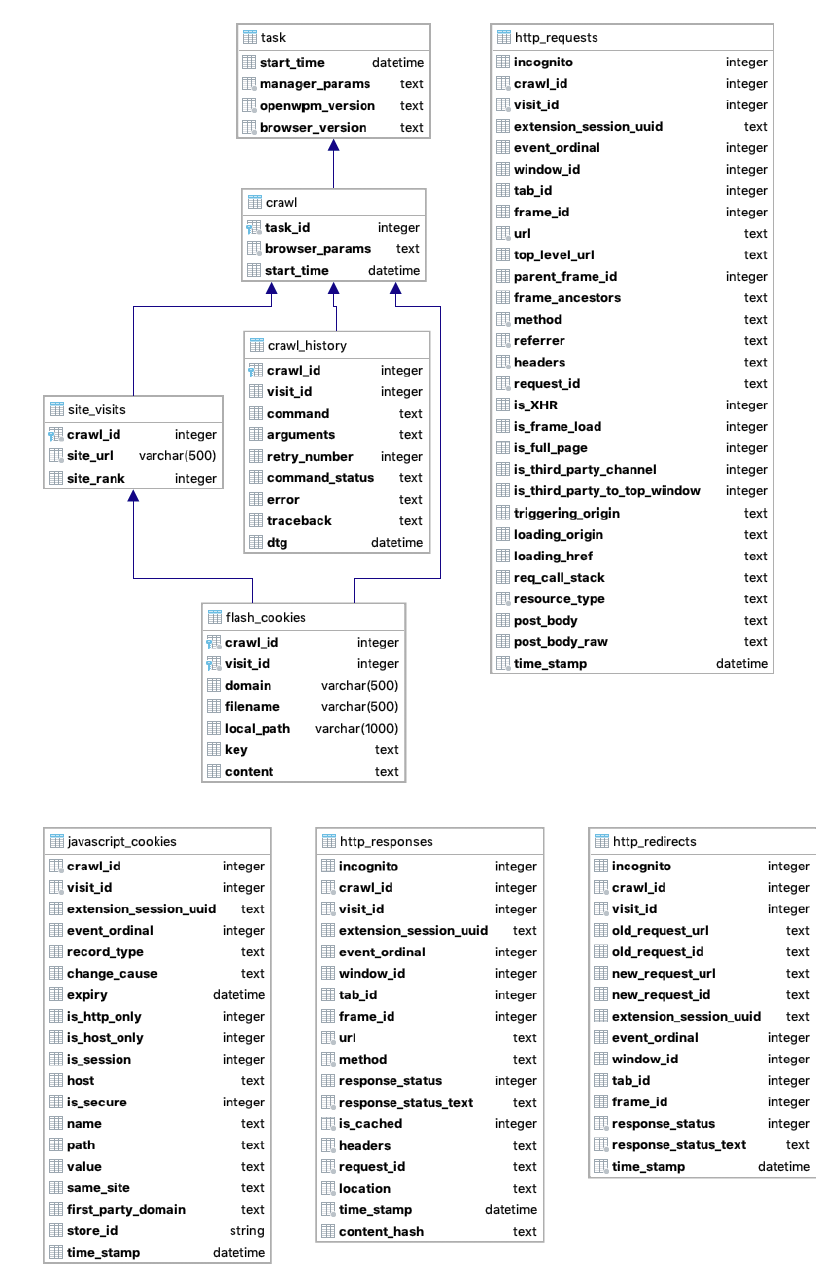 task
start_time datetime
manager_params text
openwpm_version text
browser_version text
crawl
task_id integer
browser_params text
start_time datetime
crawl_history
crawl_id integer
visit_id integer
command text
arguments text
retry_number integer
command_status text
error text
traceback text
dtg datetime
site_visits
crawl_id integer
site_url varchar(500)
site_rank integer
flash_cookies
crawl_id integer
visit_id integer
domain varchar(500)
filename varchar(500)
local_path varchar(1000)
key text
content text
http_requests
incognito integer
crawl_id integer
visit_id integer
extension_session_uuid text
event_ordinal integer
window_id integer
tab_id integer
frame_id integer
url text
top_level_url text
parent_frame_id integer
frame_ancestors text
method text
referrer text
headers text
request_id text
is_XHR integer
is_frame_load integer
is_full_page integer
is_third_party_channel integer
is_third_party_to_top_window integer
triggering_origin text
loading_origin text
loading_href text
req_call_stack text
resource_type text
post_body text
post_body_raw text
time_stamp datetime
javascript_cookies
crawl_id integer
visit_id integer
extension_session_uuid text
event_ordinal integer
record_type text
change_cause text
expiry datetime
is_http_only integer
is_host_only integer
is_session integer
host text
is_secure integer
name text
path text
value text
same_site text
first_party_domain text
store_id string
time_stamp datetime
http_responses
incognito integer
crawl_id integer
visit_id integer
extension_session_uuid text
event_ordinal integer
window_id integer
tab_id integer
frame_id integer
url text
method text
response_status integer
response_status_text text
is_cached integer
headers text
request_id text
location text
time_stamp datetime
content_hash text
http_redirects
incognito integer
crawl_id integer
visit_id integer
old_request_url text
old_request_id text
new_request_url text
new_request_id text
extension_session_uuid text
event_ordinal integer
window_id integer
tab_id integer
frame_id integer
response_status integer
response_status_text text
time_stamp datetime